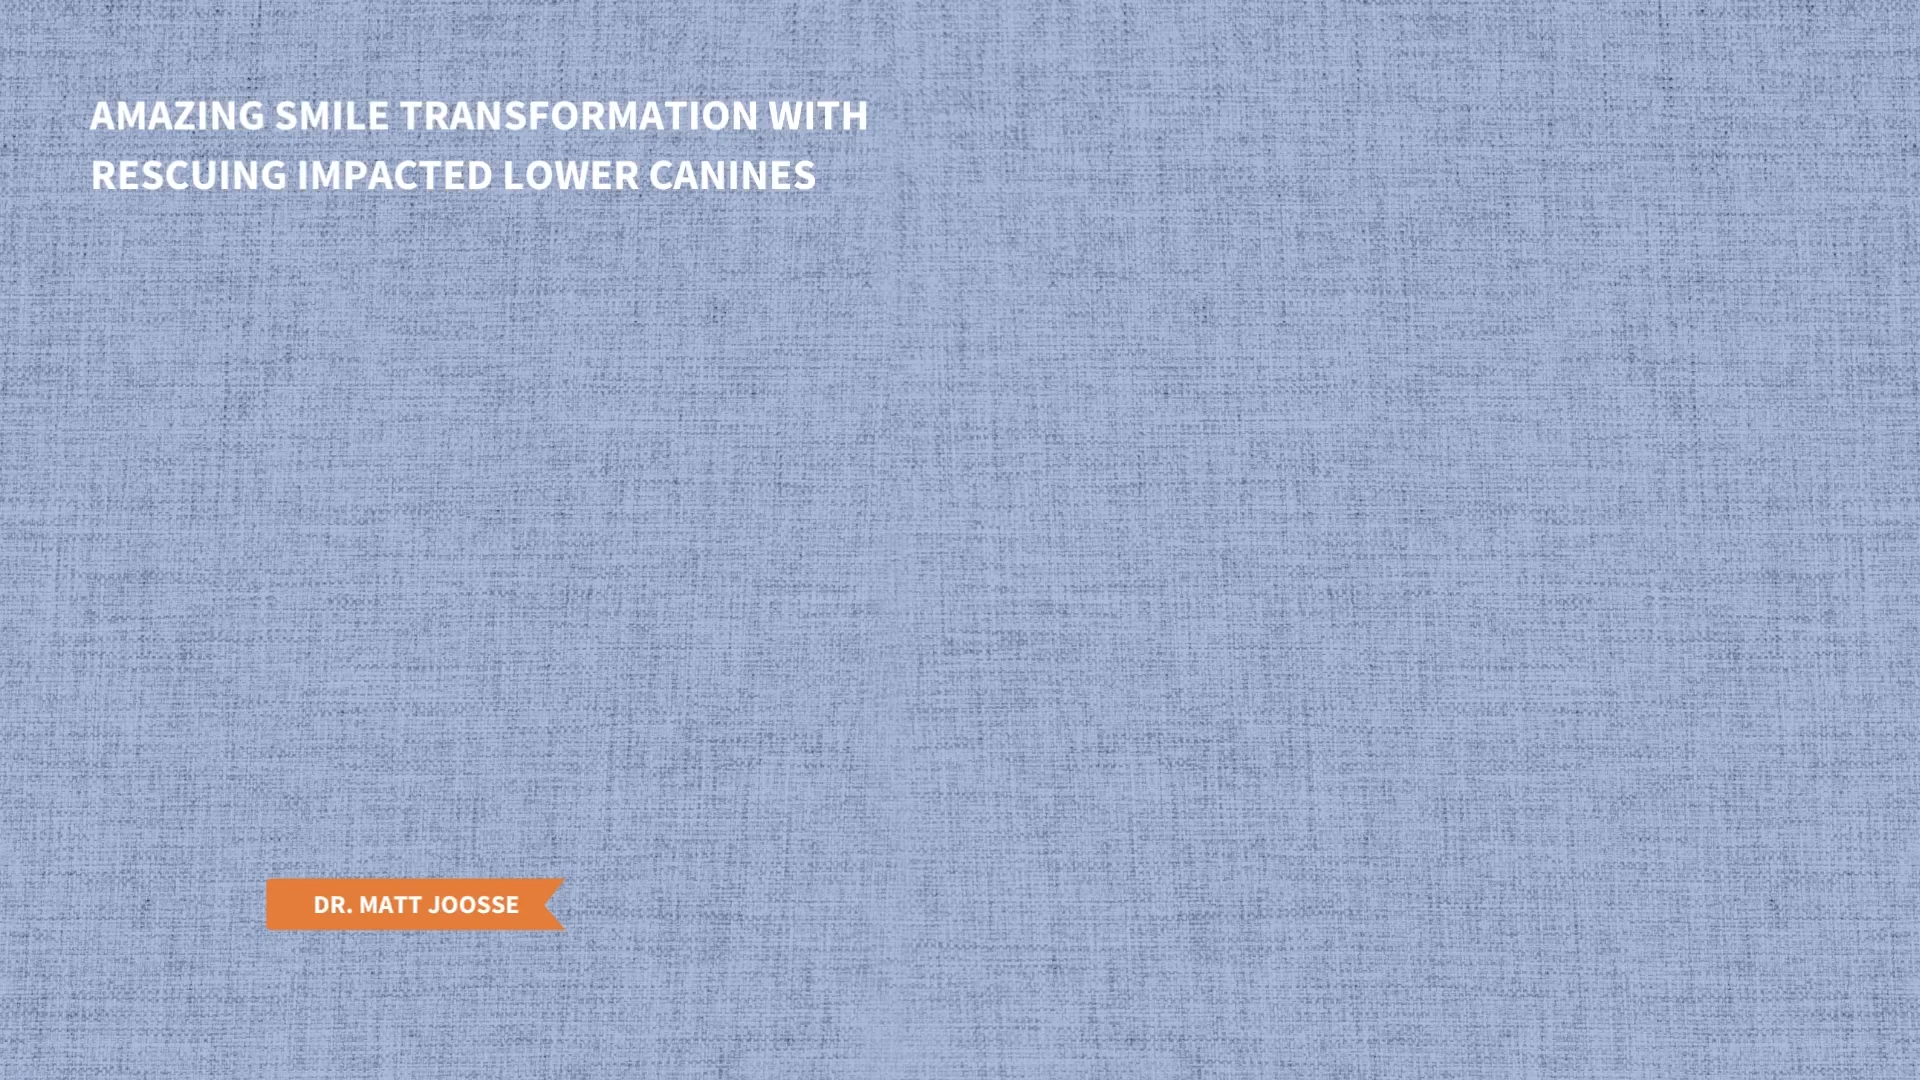 AMAZING SMILE TRANSFORMATION WITH
RESCUING IMPACTED LOWER CANINES
DR. MATT JOOSSE